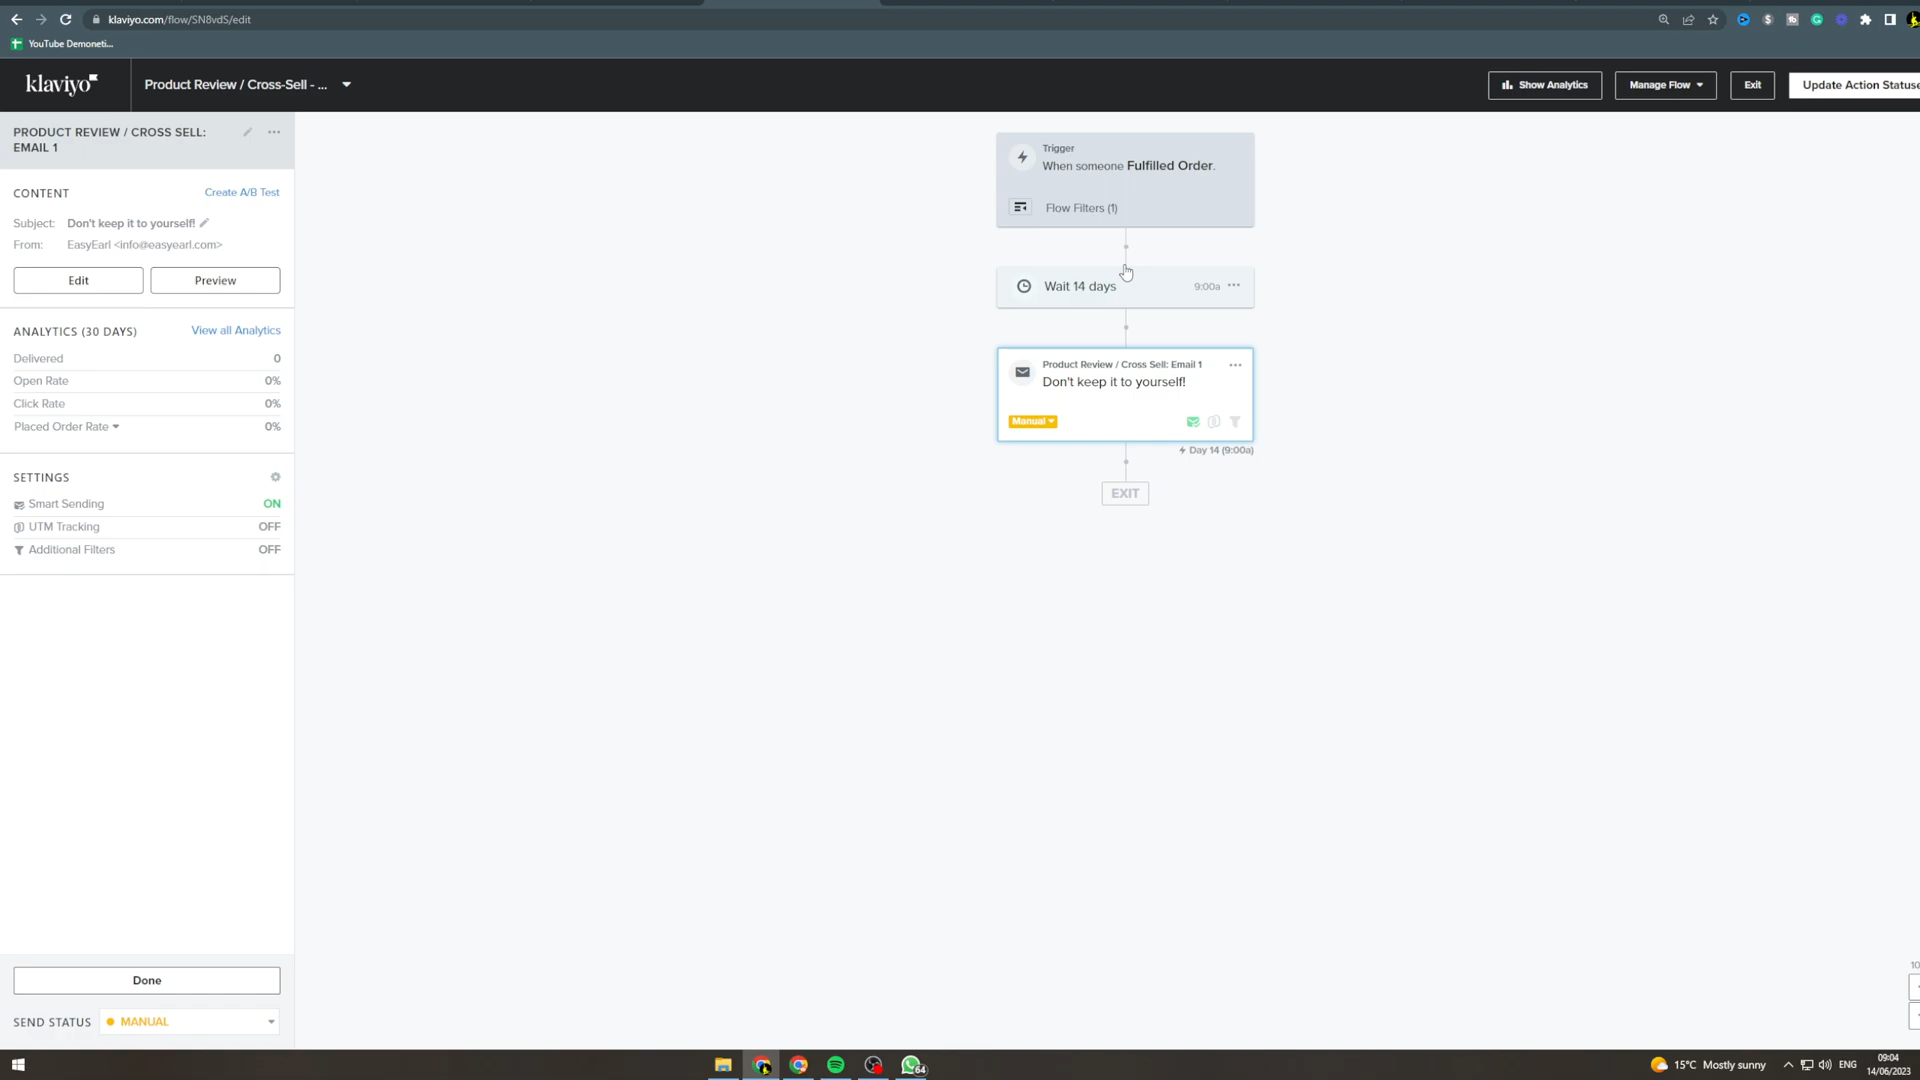 klaviyo.com/flow/SN8vdS/edit
YouTube Demoneti...
klaviyo
Product Review / Cross-Sell - ...
Show Analytics
Manage Flow
Exit
Update Action Statuse
PRODUCT REVIEW / CROSS SELL:
EMAIL 1
CONTENT
Create A/B Test
Subject: Don't keep it to yourself!
From: EasyEarl <info@easyearl.com>
Edit
Preview
ANALYTICS (30 DAYS)
View all Analytics
Delivered 0
Open Rate 0%
Click Rate 0%
Placed Order Rate 0%
SETTINGS
Smart Sending ON
UTM Tracking OFF
Additional Filters OFF
Done
SEND STATUS MANUAL
Trigger
When someone Fulfilled Order.
Flow Filters (1)
Wait 14 days 9:00a
Product Review / Cross Sell: Email 1
Don't keep it to yourself!
Manual
Day 14 (9:00a)
EXIT
10
64
15°C Mostly sunny
ENG
09:04
14/06/2023